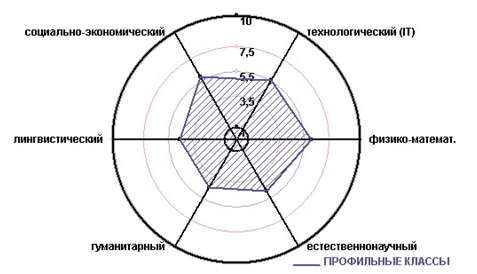 10
социально-экономический
технологический (IT)
7,5
5,5
3,5
лингвистический
физико-математ.
гуманитарный
естественнонаучный
ПРОФИЛЬНЫЕ КЛАССЫ